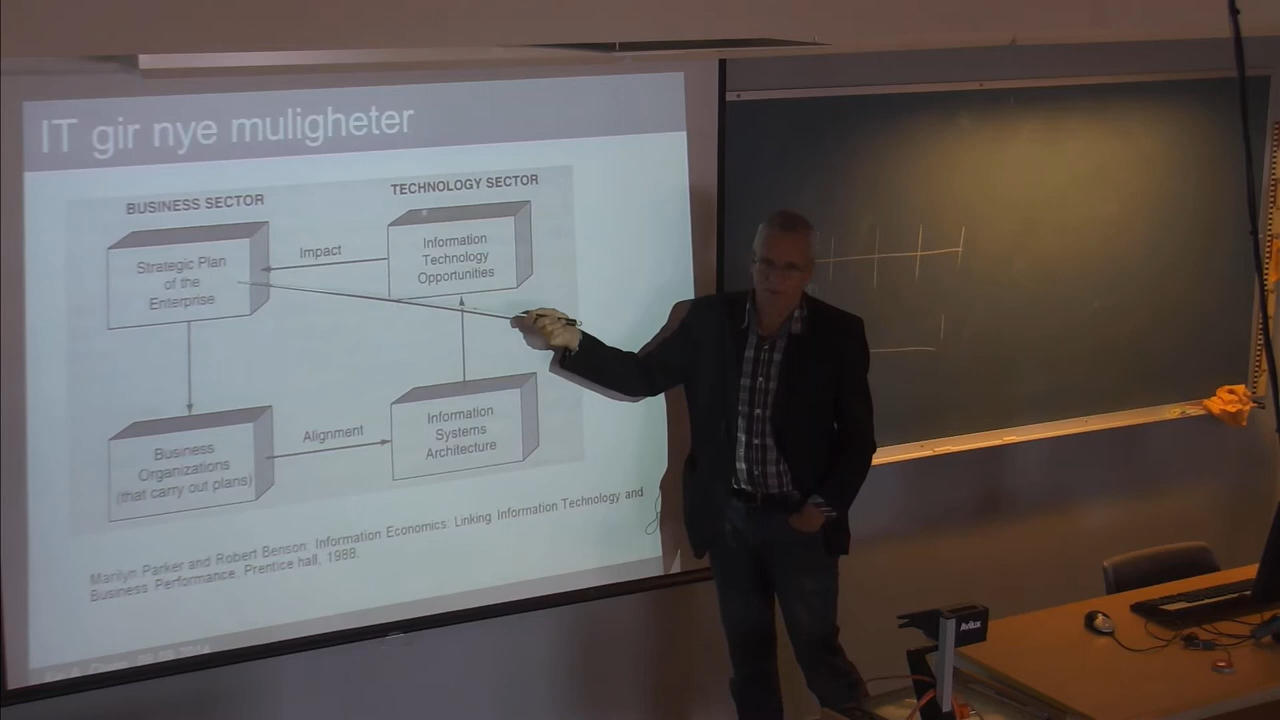 IT gir nye muligheter
BUSINESS SECTOR
TECHNOLOGY SECTOR
Strategic Plan
of the
Enterprise
Impact
Information
Technology
Opportunities
Business
Organizations
(that carry out plans)
Alignment
Information
Systems
Architecture
Marilyn Parker and Robert Benson: Information Economics: Linking Information Technology and
Business Performance. Prentice hall, 1988.
Avilux